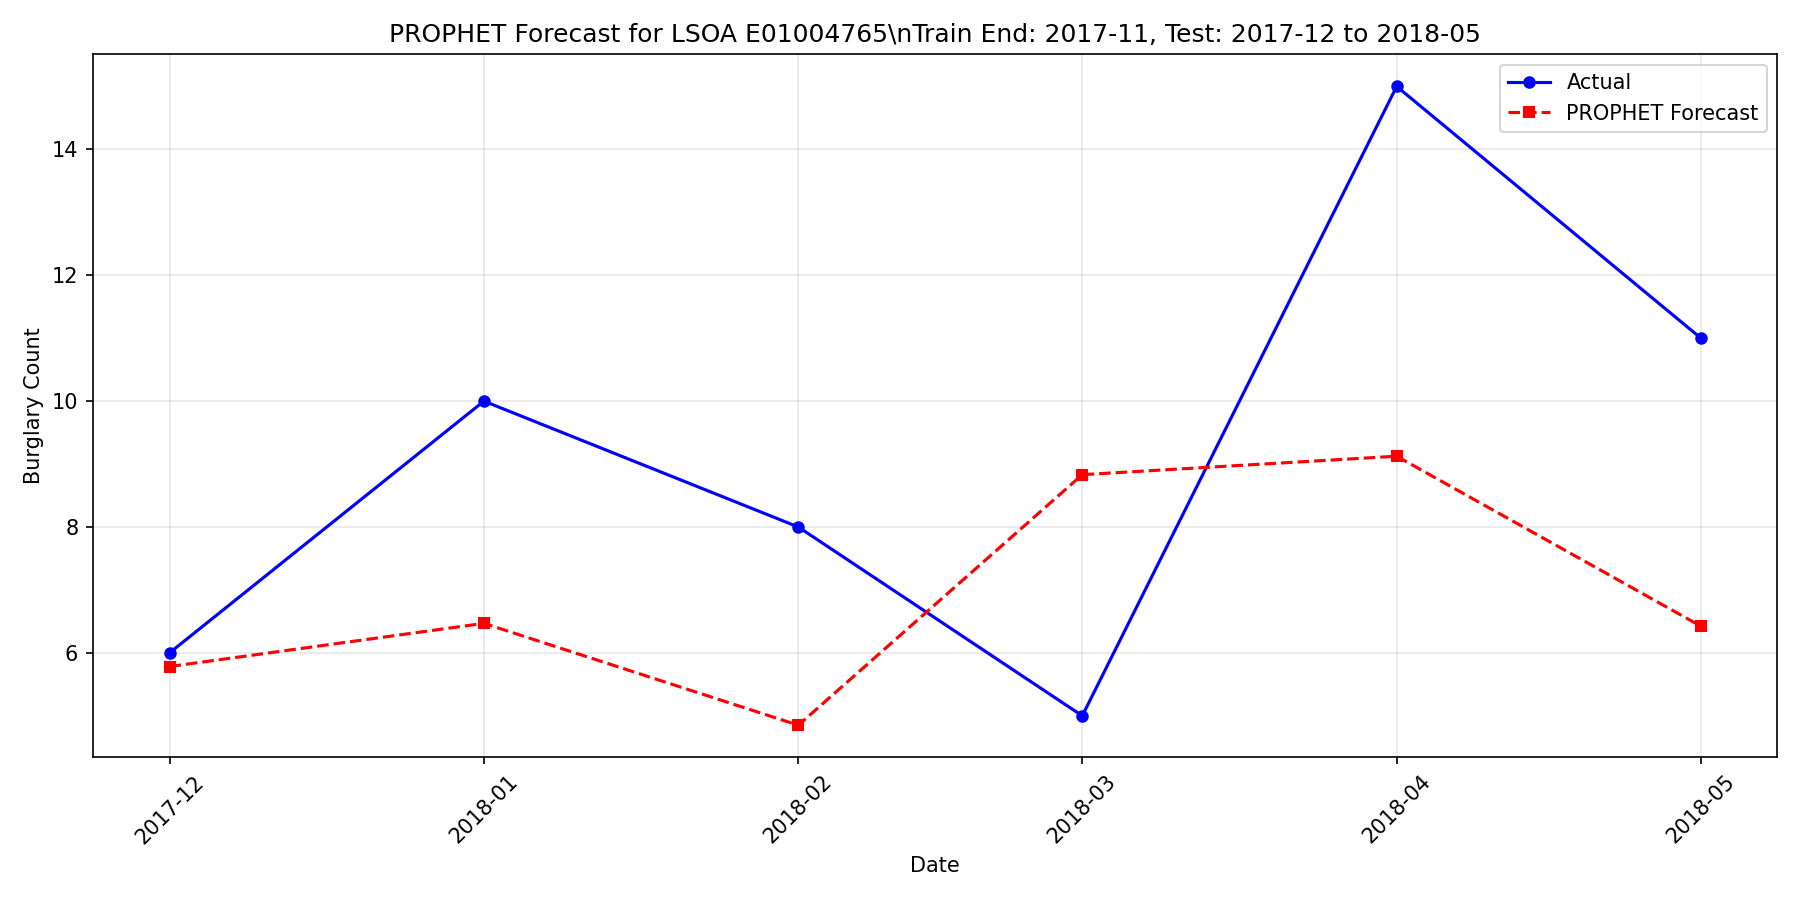 PROPHET Forecast for LSOA E01004765\nTrain End: 2017-11, Test: 2017-12 to 2018-05
Actual
PROPHET Forecast
Burglary Count
14
12
10
8
6
2017-12
2018-01
2018-02
2018-03
2018-04
2018-05
Date